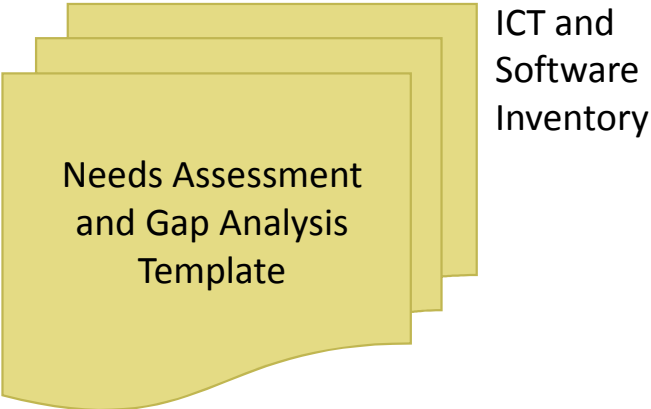 ICT and
Software
Inventory
Needs Assessment
and Gap Analysis
Template